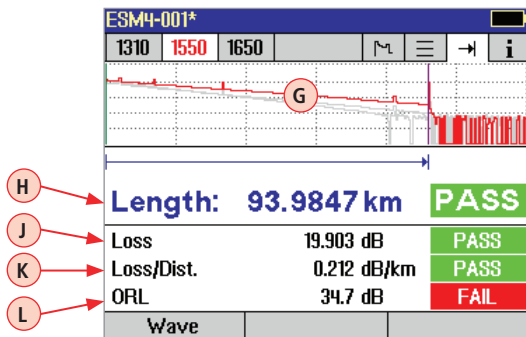 ESM4-001*
1310 1550 1650 i
G
H Length: 93.9847 km PASS
J Loss 19.903 dB PASS
K Loss/Dist. 0.212 dB/km PASS
L ORL 34.7 dB FAIL
Wave